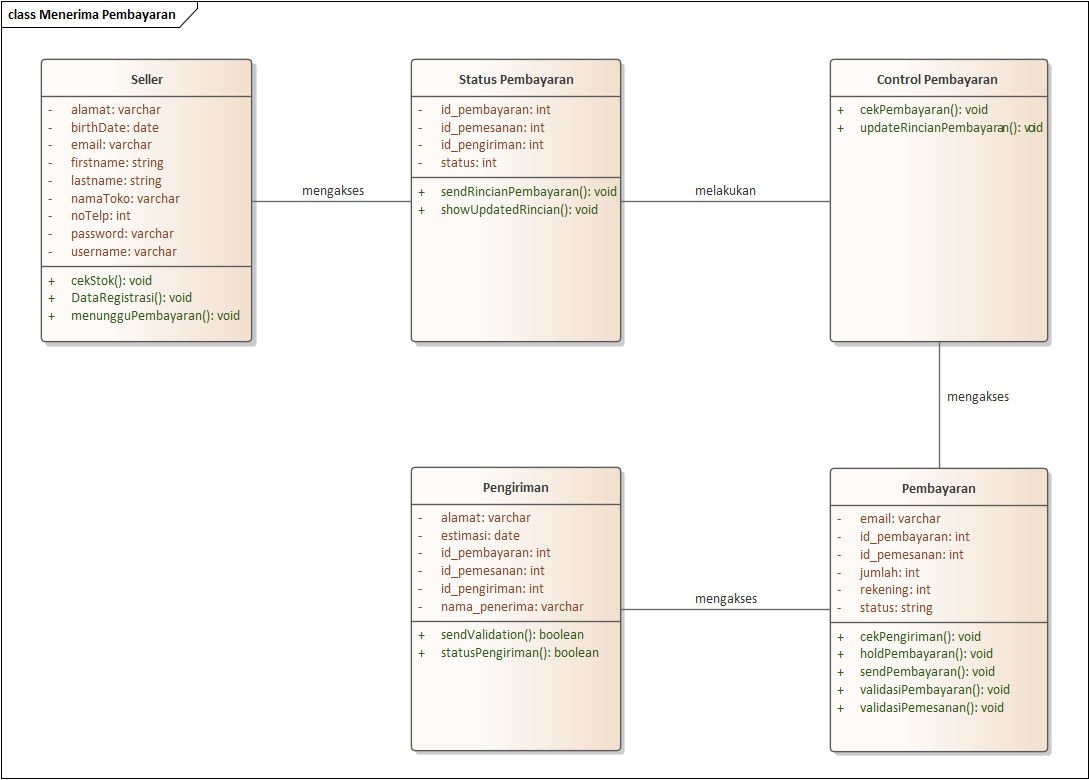 class Menerima Pembayaran
Seller
- alamat: varchar
- birthDate: date
- email: varchar
- firstname: string
- lastname: string
- namaToko: varchar
- noTelp: int
- password: varchar
- username: varchar
+ cekStok(): void
+ DataRegistrasi(): void
+ menungguPembayaran(): void
mengakses
Status Pembayaran
- id_pembayaran: int
- id_pemesanan: int
- id_pengiriman: int
- status: int
+ sendRincianPembayaran(): void
+ showUpdatedRincian(): void
melakukan
Control Pembayaran
+ cekPembayaran(): void
+ updateRincianPembayaran(): void
mengakses
Pengiriman
- alamat: varchar
- estimasi: date
- id_pembayaran: int
- id_pemesanan: int
- id_pengiriman: int
- nama_penerima: varchar
+ sendValidation(): boolean
+ statusPengiriman(): boolean
mengakses
Pembayaran
- email: varchar
- id_pembayaran: int
- id_pemesanan: int
- jumlah: int
- rekening: int
- status: string
+ cekPengiriman(): void
+ holdPembayaran(): void
+ sendPembayaran(): void
+ validasiPembayaran(): void
+ validasiPemesanan(): void